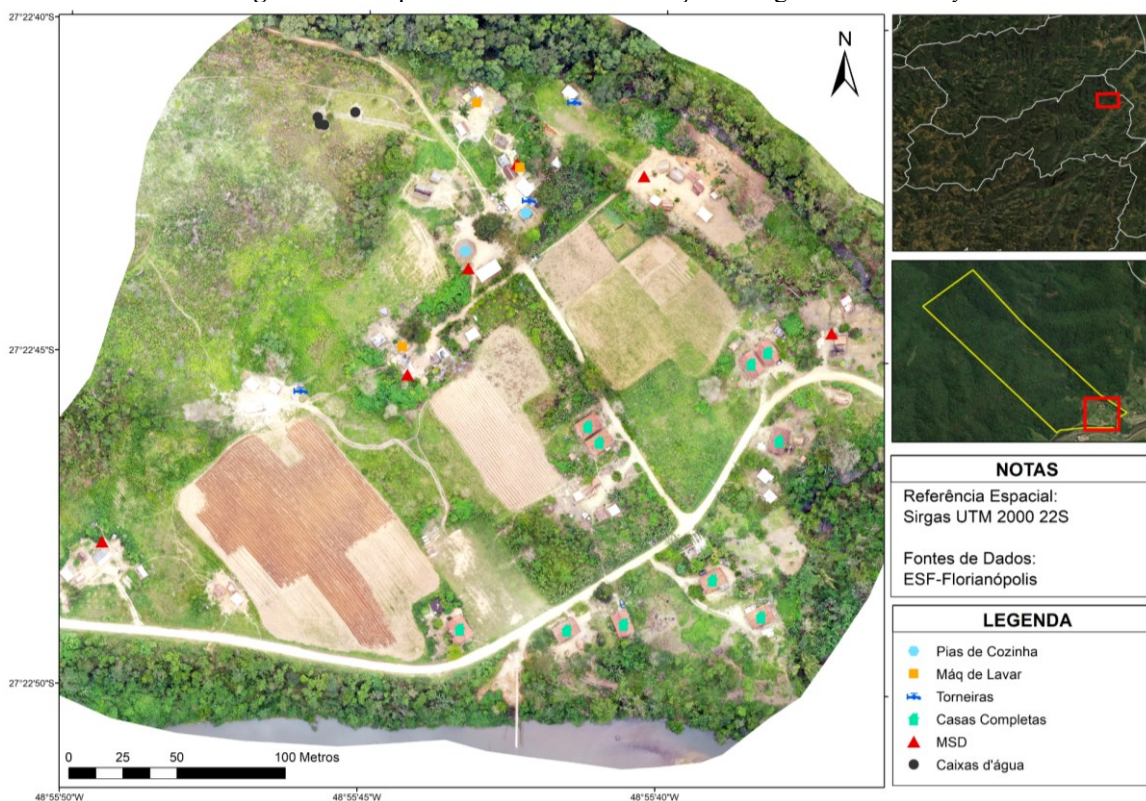 27°22'40"S
N
27°22'45"S
27°22'50"S
0 25 50 100 Metros
48°55'50"W
48°55'45"W
48°55'40"W
NOTAS
Referência Espacial:
Sirgas UTM 2000 22S
Fontes de Dados:
ESF-Florianópolis
LEGENDA
Pias de Cozinha
Máq de Lavar
Torneiras
Casas Completas
MSD
Caixas d'água